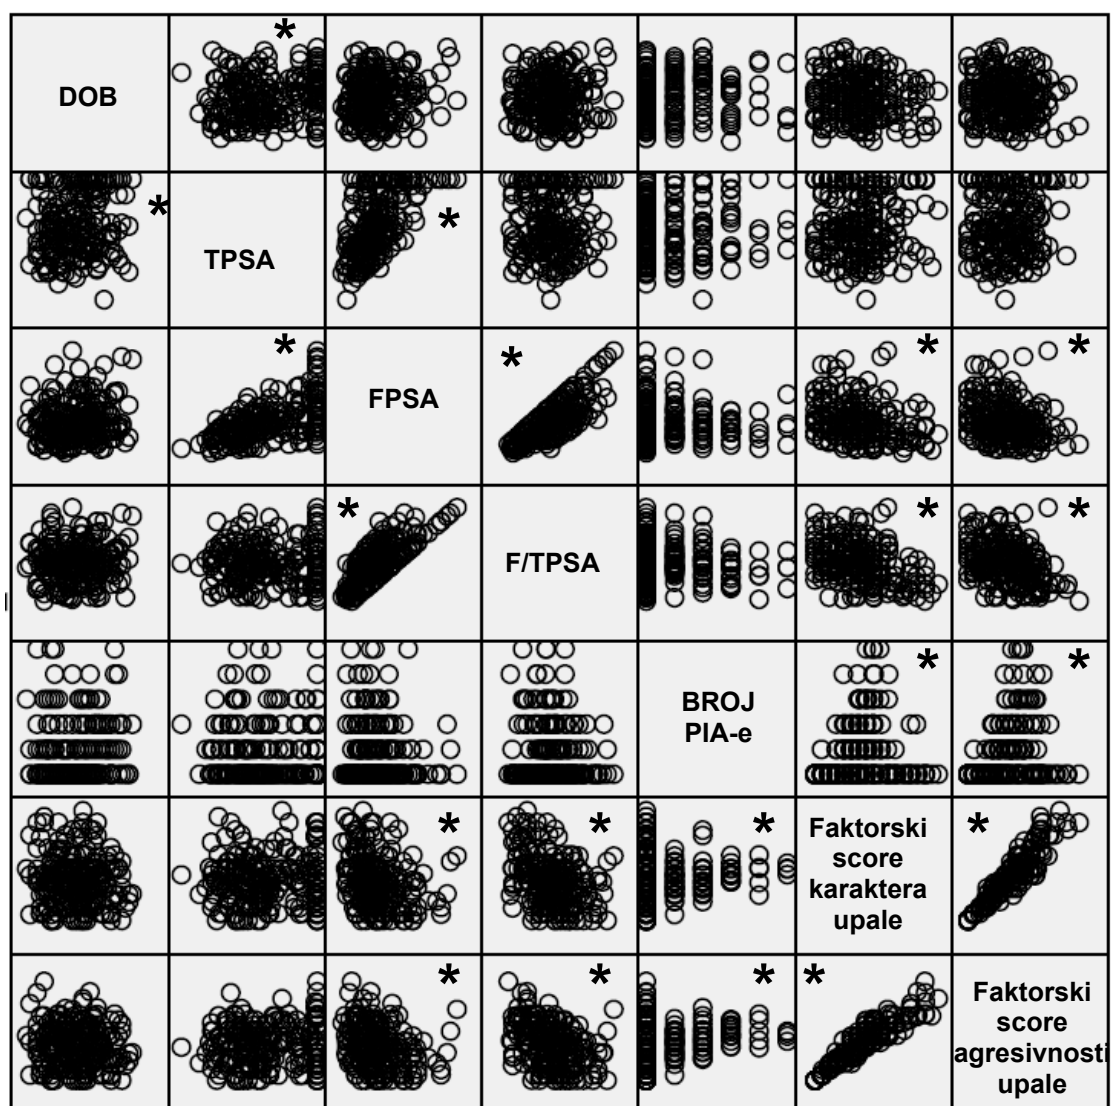 DOB
*
*
TPSA
*
*
FPSA
*
*
*
*
F/TPSA
*
*
BROJ
PIA-e
*
*
*
*
*
Faktorski
score
karaktera
upale
*
*
*
*
*
Faktorski
score
agresivnosti
upale